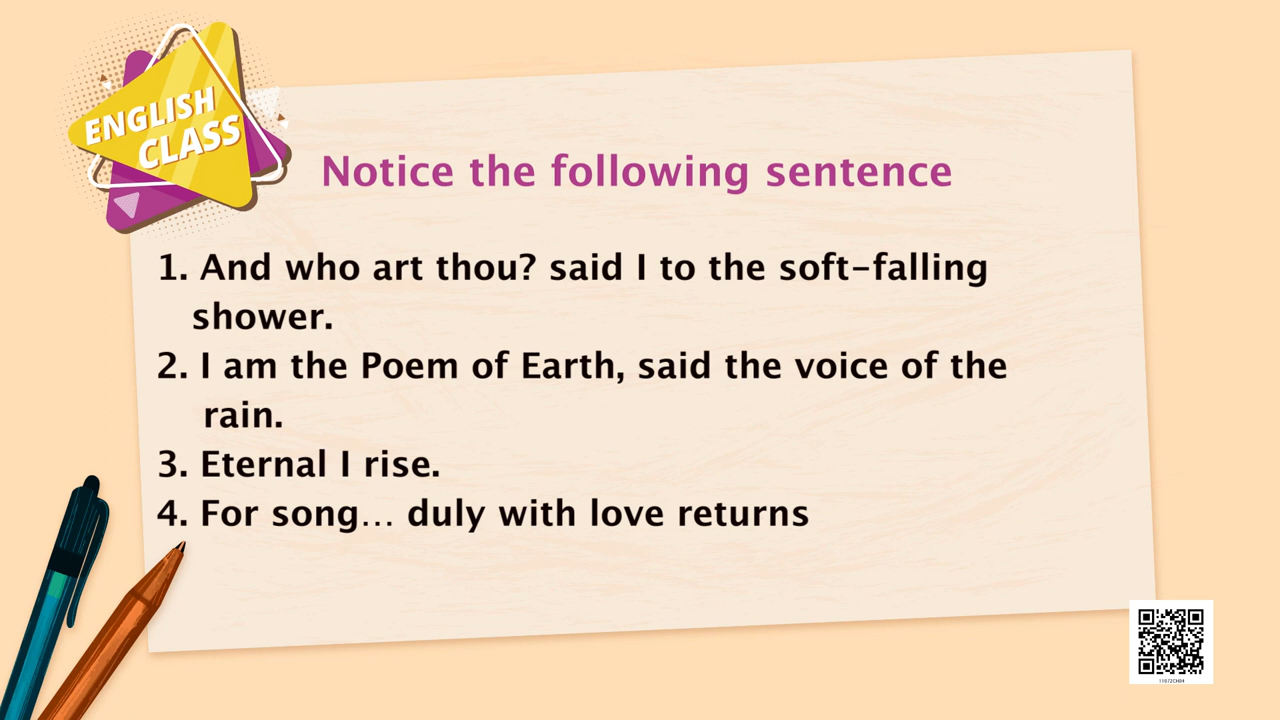 ENGLISH
CLASS
Notice the following sentence
1. And who art thou? said I to the soft-falling
shower.
2. I am the Poem of Earth, said the voice of the
rain.
3. Eternal I rise.
4. For song... duly with love returns
11072CH04